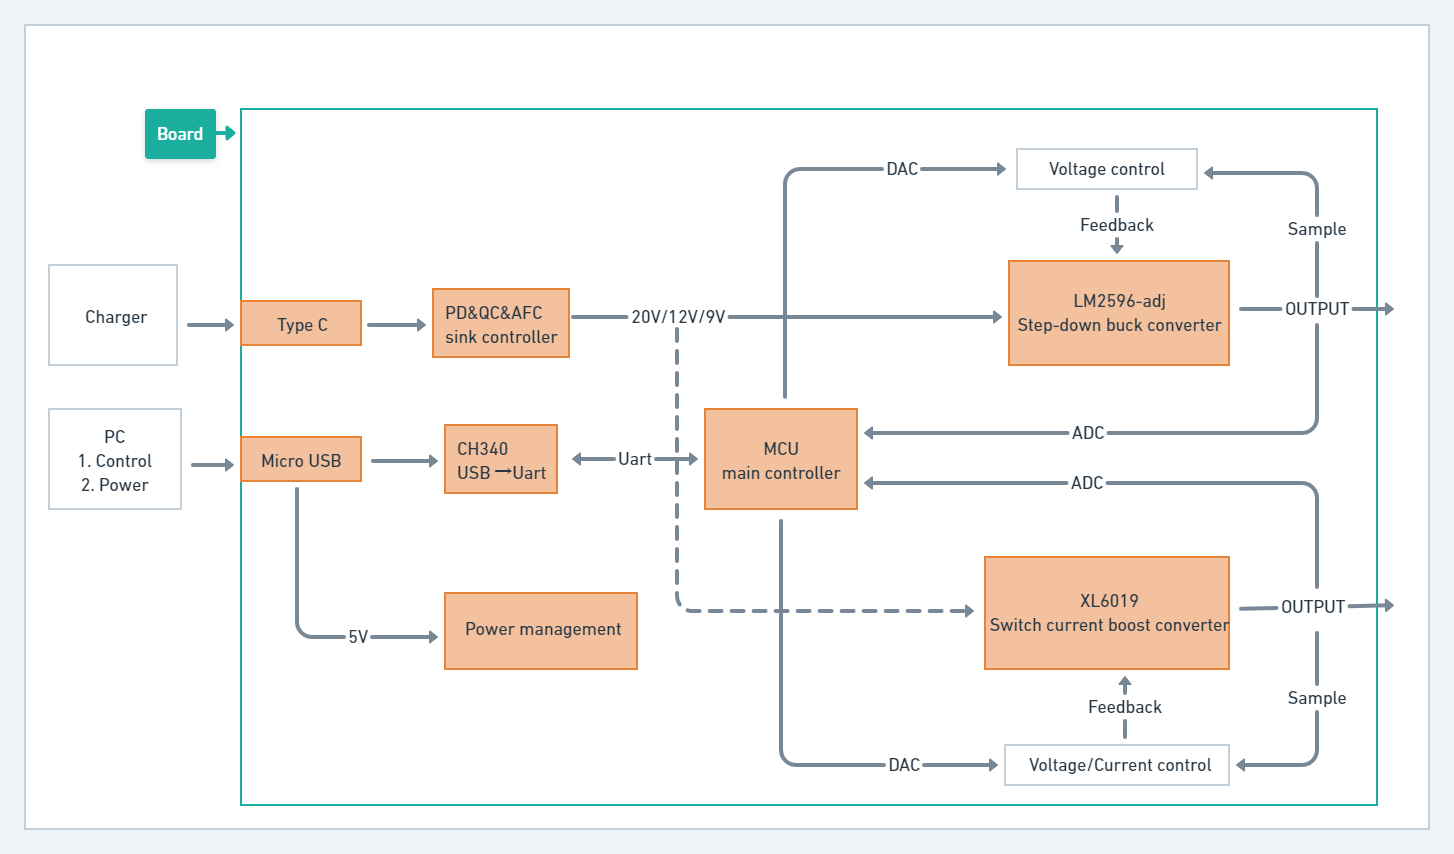 Board
DAC
Voltage control
Feedback
Sample
Charger
Type C
PD&QC&AFC
sink controller
20V/12V/9V
LM2596-adj
Step-down buck converter
OUTPUT
PC
1. Control
2. Power
Micro USB
CH340
USB →Uart
Uart
MCU
main controller
ADC
ADC
5V
Power management
XL6019
Switch current boost converter
OUTPUT
Feedback
Sample
DAC
Voltage/Current control